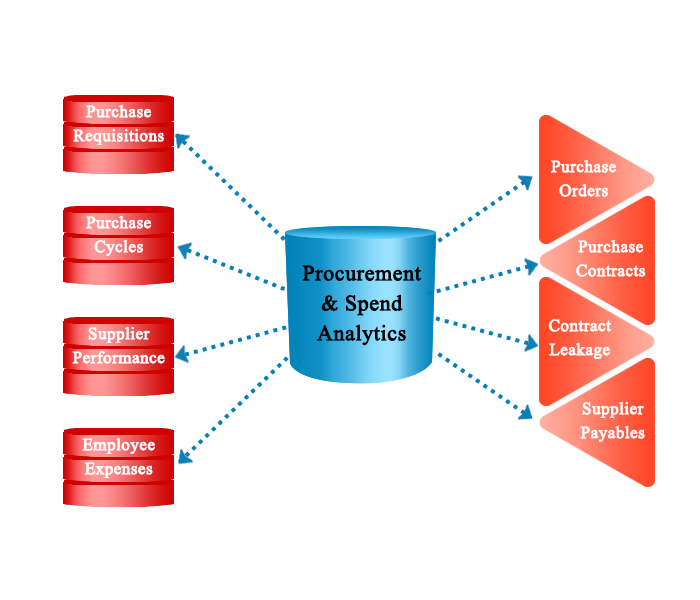 Purchase
Requisitions
Purchase
Cycles
Supplier
Performance
Employee
Expenses
Procurement
& Spend
Analytics
Purchase
Orders
Purchase
Contracts
Contract
Leakage
Supplier
Payables